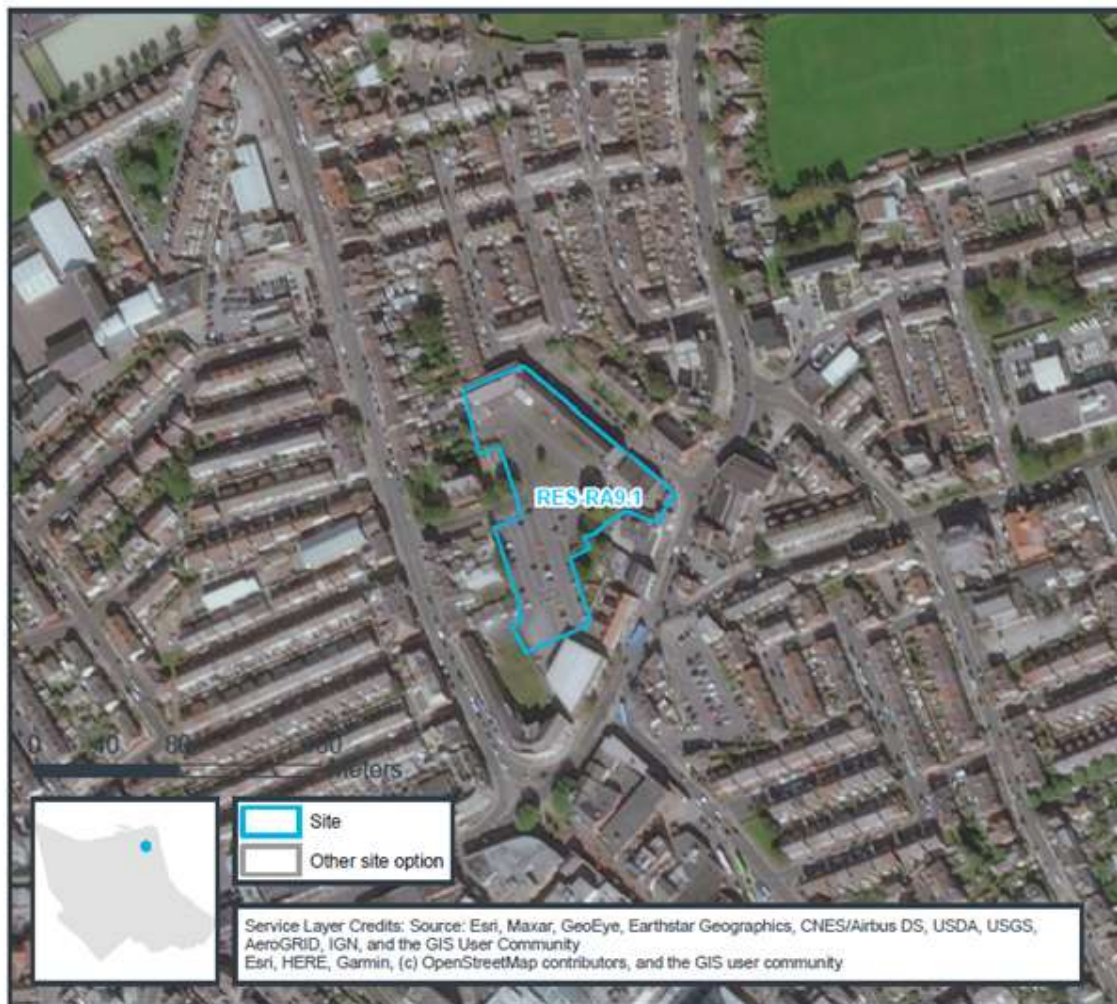 RES-RA9.1
0 40 80 160
Meters
Site
Other site option
Service Layer Credits: Source: Esri, Maxar, GeoEye, Earthstar Geographics, CNES/Airbus DS, USDA, USGS,
AeroGRID, IGN, and the GIS User Community
Esri, HERE, Garmin, (c) OpenStreetMap contributors, and the GIS user community